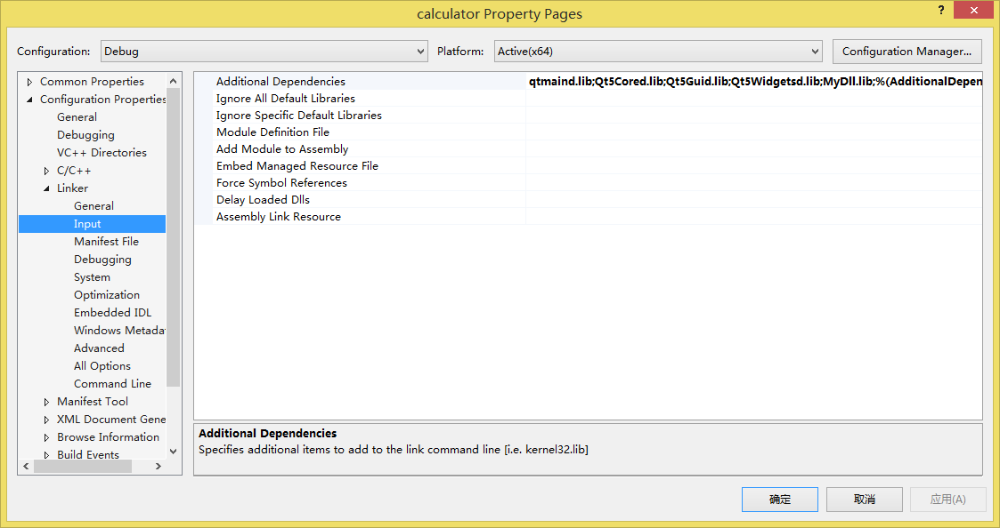 calculator Property Pages
?
Configuration: Debug Platform: Active(x64) Configuration Manager...
Common Properties
Configuration Properties
General
Debugging
VC++ Directories
C/C++
Linker
General
Input
Manifest File
Debugging
System
Optimization
Embedded IDL
Windows Metada
Advanced
All Options
Command Line
Manifest Tool
XML Document Gene
Browse Information
Build Events
Additional Dependencies qtmaind.lib;Qt5Cored.lib;Qt5Guid.lib;Qt5Widgetsd.lib;MyDll.lib;%(AdditionalDepen
Ignore All Default Libraries
Ignore Specific Default Libraries
Module Definition File
Add Module to Assembly
Embed Managed Resource File
Force Symbol References
Delay Loaded Dlls
Assembly Link Resource
Additional Dependencies
Specifies additional items to add to the link command line [i.e. kernel32.lib]
确定 取消 应用(A)